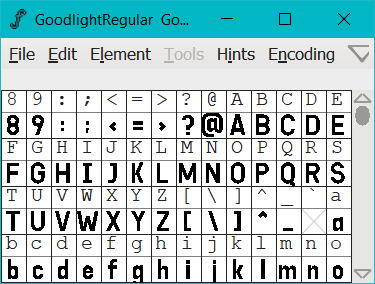 GoodlightRegular Go...
File Edit Element Tools Hints Encoding
8 9 : ; < = > ? @ A B C D E
8 9 : ; < = > ? @ A B C D E
F G H I J K L M N O P Q R S
F G H I J K L M N O P Q R S
T U V W X Y Z [ \ ] ^ _ ` a
T U V W X Y Z [ \ ] ^ _ a
b c d e f g h i j k l m n o
b c d e f g h i j k l m n o